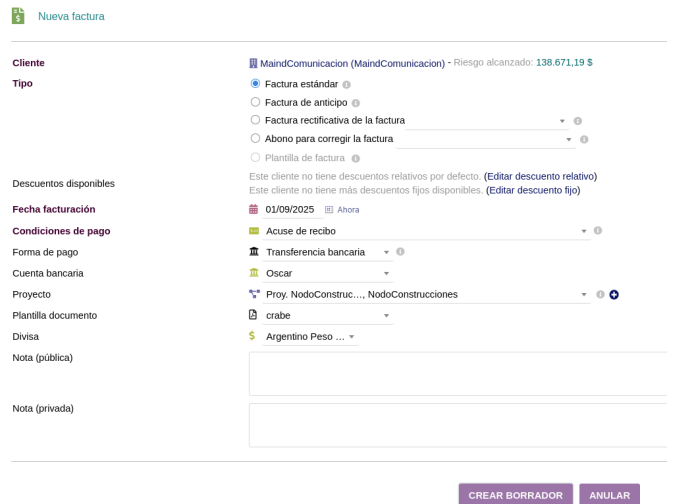 Nueva factura
Cliente MaindComunicacion (MaindComunicacion) - Riesgo alcanzado: 138.671,19 $
Tipo Factura estándar
Factura de anticipo
Factura rectificativa de la factura
Abono para corregir la factura
Plantilla de factura
Descuentos disponibles Este cliente no tiene descuentos relativos por defecto. (Editar descuento relativo)
Este cliente no tiene más descuentos fijos disponibles. (Editar descuento fijo)
Fecha facturación 01/09/2025 Ahora
Condiciones de pago Acuse de recibo
Forma de pago Transferencia bancaria
Cuenta bancaria Oscar
Proyecto Proy. NodoConstruc..., NodoConstrucciones
Plantilla documento crabe
Divisa $ Argentino Peso ...
Nota (pública)
Nota (privada)
CREAR BORRADOR ANULAR